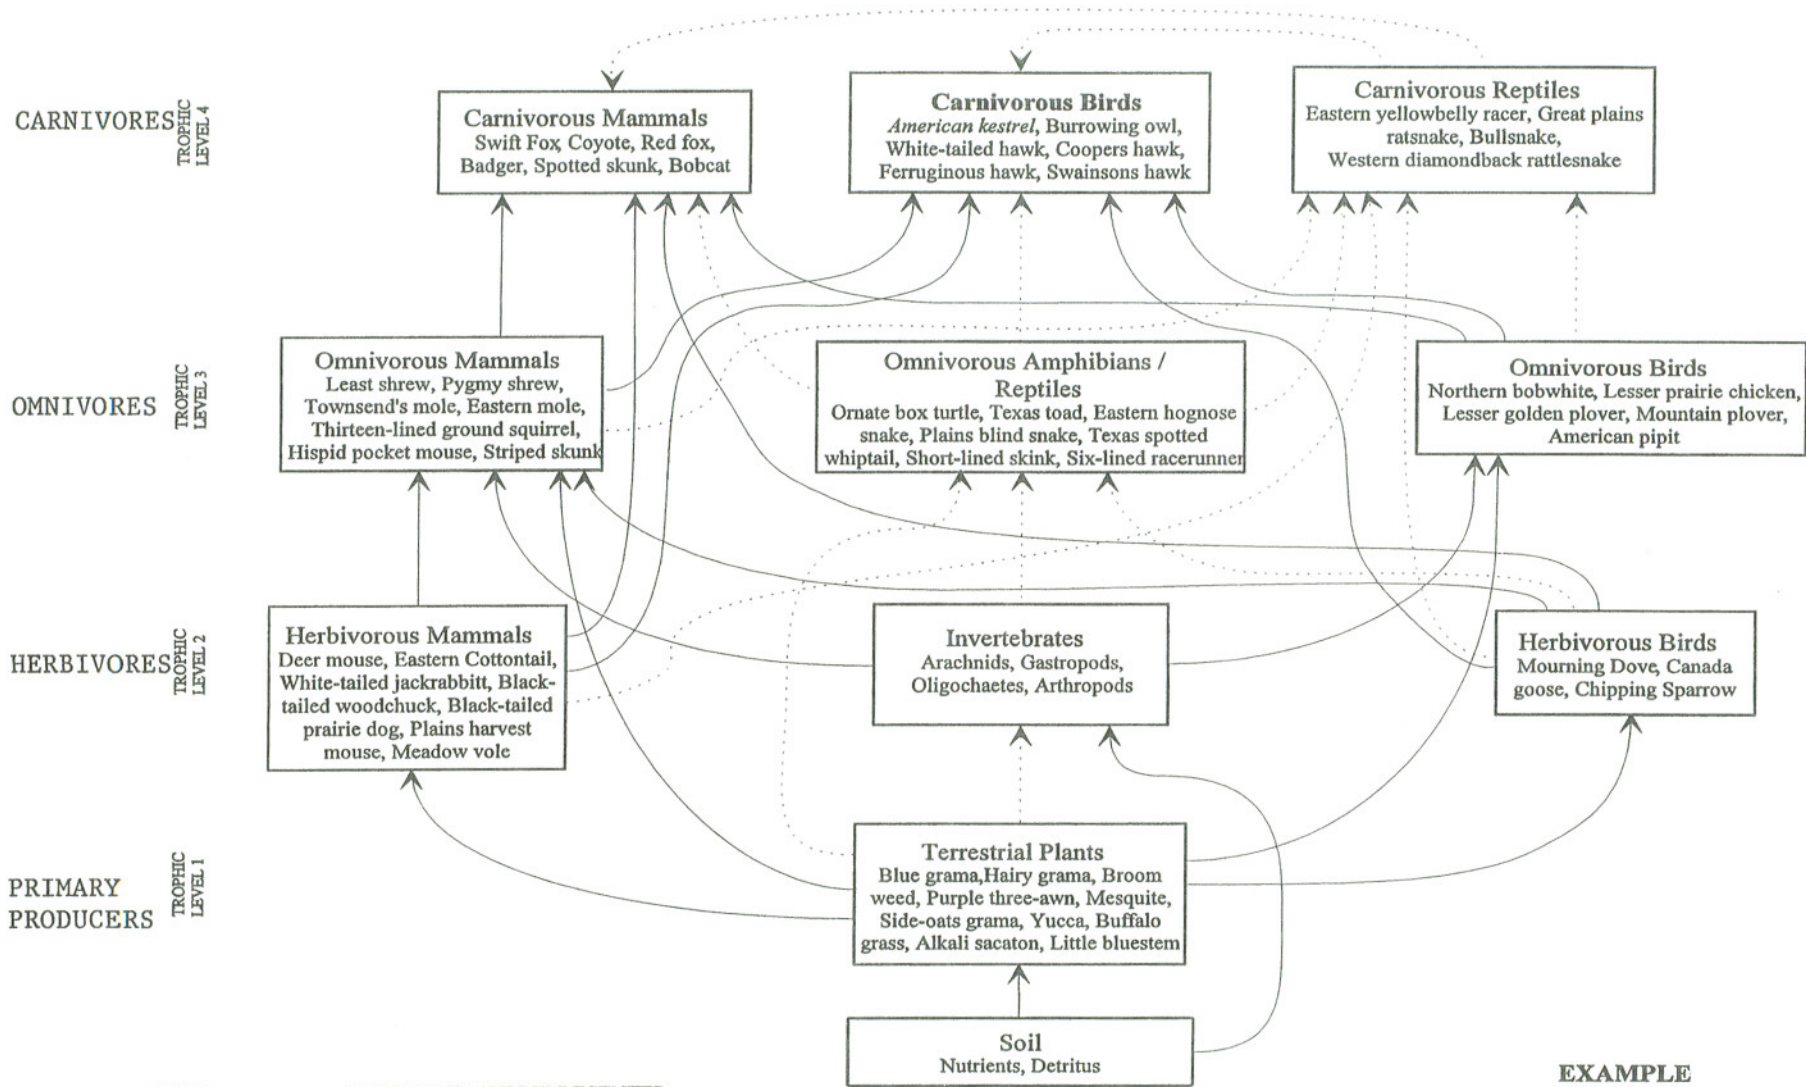 CARNIVORES
TROPHIC
LEVEL 4
Carnivorous Mammals
Swift Fox, Coyote, Red fox,
Badger, Spotted skunk, Bobcat
Carnivorous Birds
American kestrel, Burrowing owl,
White-tailed hawk, Coopers hawk,
Ferruginous hawk, Swainsons hawk
Carnivorous Reptiles
Eastern yellowbelly racer, Great plains
ratsnake, Bullsnake,
Western diamondback rattlesnake
OMNIVORES
TROPHIC
LEVEL 3
Omnivorous Mammals
Least shrew, Pygmy shrew,
Townsend's mole, Eastern mole,
Thirteen-lined ground squirrel,
Hispid pocket mouse, Striped skunk
Omnivorous Amphibians /
Reptiles
Ornate box turtle, Texas toad, Eastern hognose
snake, Plains blind snake, Texas spotted
whiptail, Short-lined skink, Six-lined racerunner
Omnivorous Birds
Northern bobwhite, Lesser prairie chicken,
Lesser golden plover, Mountain plover,
American pipit
HERBIVORES
TROPHIC
LEVEL 2
Herbivorous Mammals
Deer mouse, Eastern Cottontail,
White-tailed jackrabbitt, Black-
tailed woodchuck, Black-tailed
prairie dog, Plains harvest
mouse, Meadow vole
Invertebrates
Arachnids, Gastropods,
Oligochaetes, Arthropods
Herbivorous Birds
Mourning Dove, Canada
goose, Chipping Sparrow
PRIMARY
PRODUCERS
TROPHIC
LEVEL 1
Terrestrial Plants
Blue grama,Hairy grama, Broom
weed, Purple three-awn, Mesquite,
Side-oats grama, Yucca, Buffalo
grass, Alkali sacaton, Little bluestem
Soil
Nutrients, Detritus
EXAMPLE